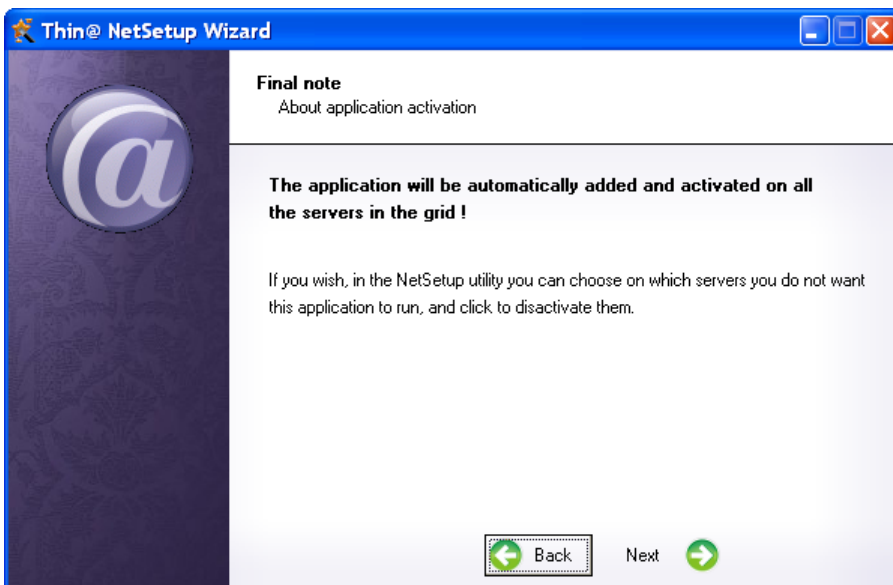 Thin@ NetSetup Wizard
Final note
About application activation
@
The application will be automatically added and activated on all
the servers in the grid !
If you wish, in the NetSetup utility you can choose on which servers you do not want
this application to run, and click to disactivate them.
Back Next